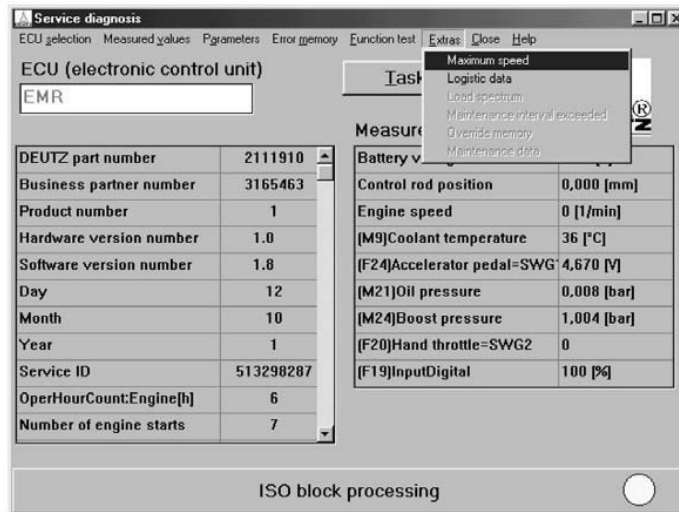 Service diagnosis
ECU selection Measured values Parameters Error memory Function test Extras Close Help
Maximum speed
Logistic data
Load spectrum
Maintenance interval exceeded
Override memory
Maintenance data
ECU (electronic control unit)
EMR
Task
®
Z
Measure
DEUTZ part number 2111910
Business partner number 3165463
Product number 1
Hardware version number 1.0
Software version number 1.8
Day 12
Month 10
Year 1
Service ID 513298287
OperHourCount:Engine[h] 6
Number of engine starts 7
Battery v
Control rod position 0,000 [mm]
Engine speed 0 [1/min]
(M9)Coolant temperature 36 [°C]
(F24)Accelerator pedal=SWG 4,670 [V]
(M21)Oil pressure 0,008 [bar]
(M24)Boost pressure 1,004 [bar]
(F20)Hand throttle=SWG2 0
(F19)InputDigital 100 [%]
ISO block processing